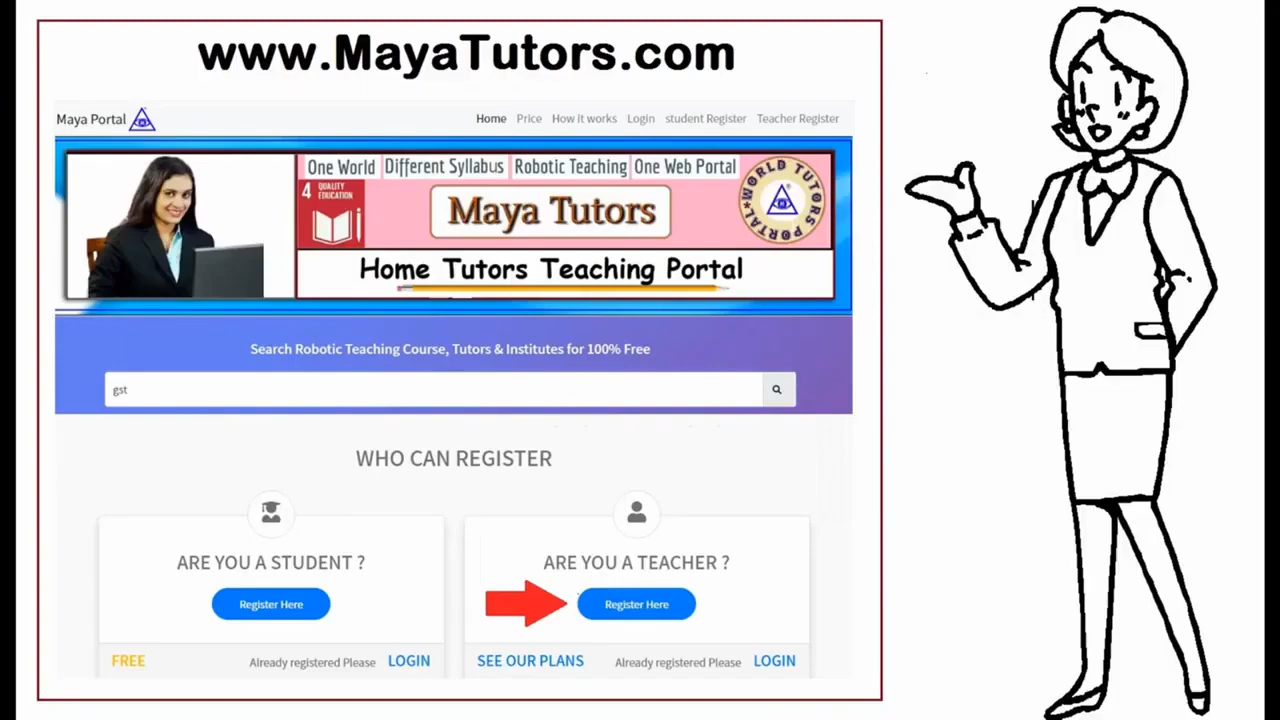 www.MayaTutors.com
Maya Portal
Home Price How it works Login student Register Teacher Register
One World Different Syllabus Robotic Teaching One Web Portal
4 QUALITY EDUCATION
Maya Tutors
WORLD TUTORS PORTAL
Home Tutors Teaching Portal
Search Robotic Teaching Course, Tutors & Institutes for 100% Free
gst
WHO CAN REGISTER
ARE YOU A STUDENT ?
Register Here
FREE Already registered Please LOGIN
ARE YOU A TEACHER ?
Register Here
SEE OUR PLANS Already registered Please LOGIN